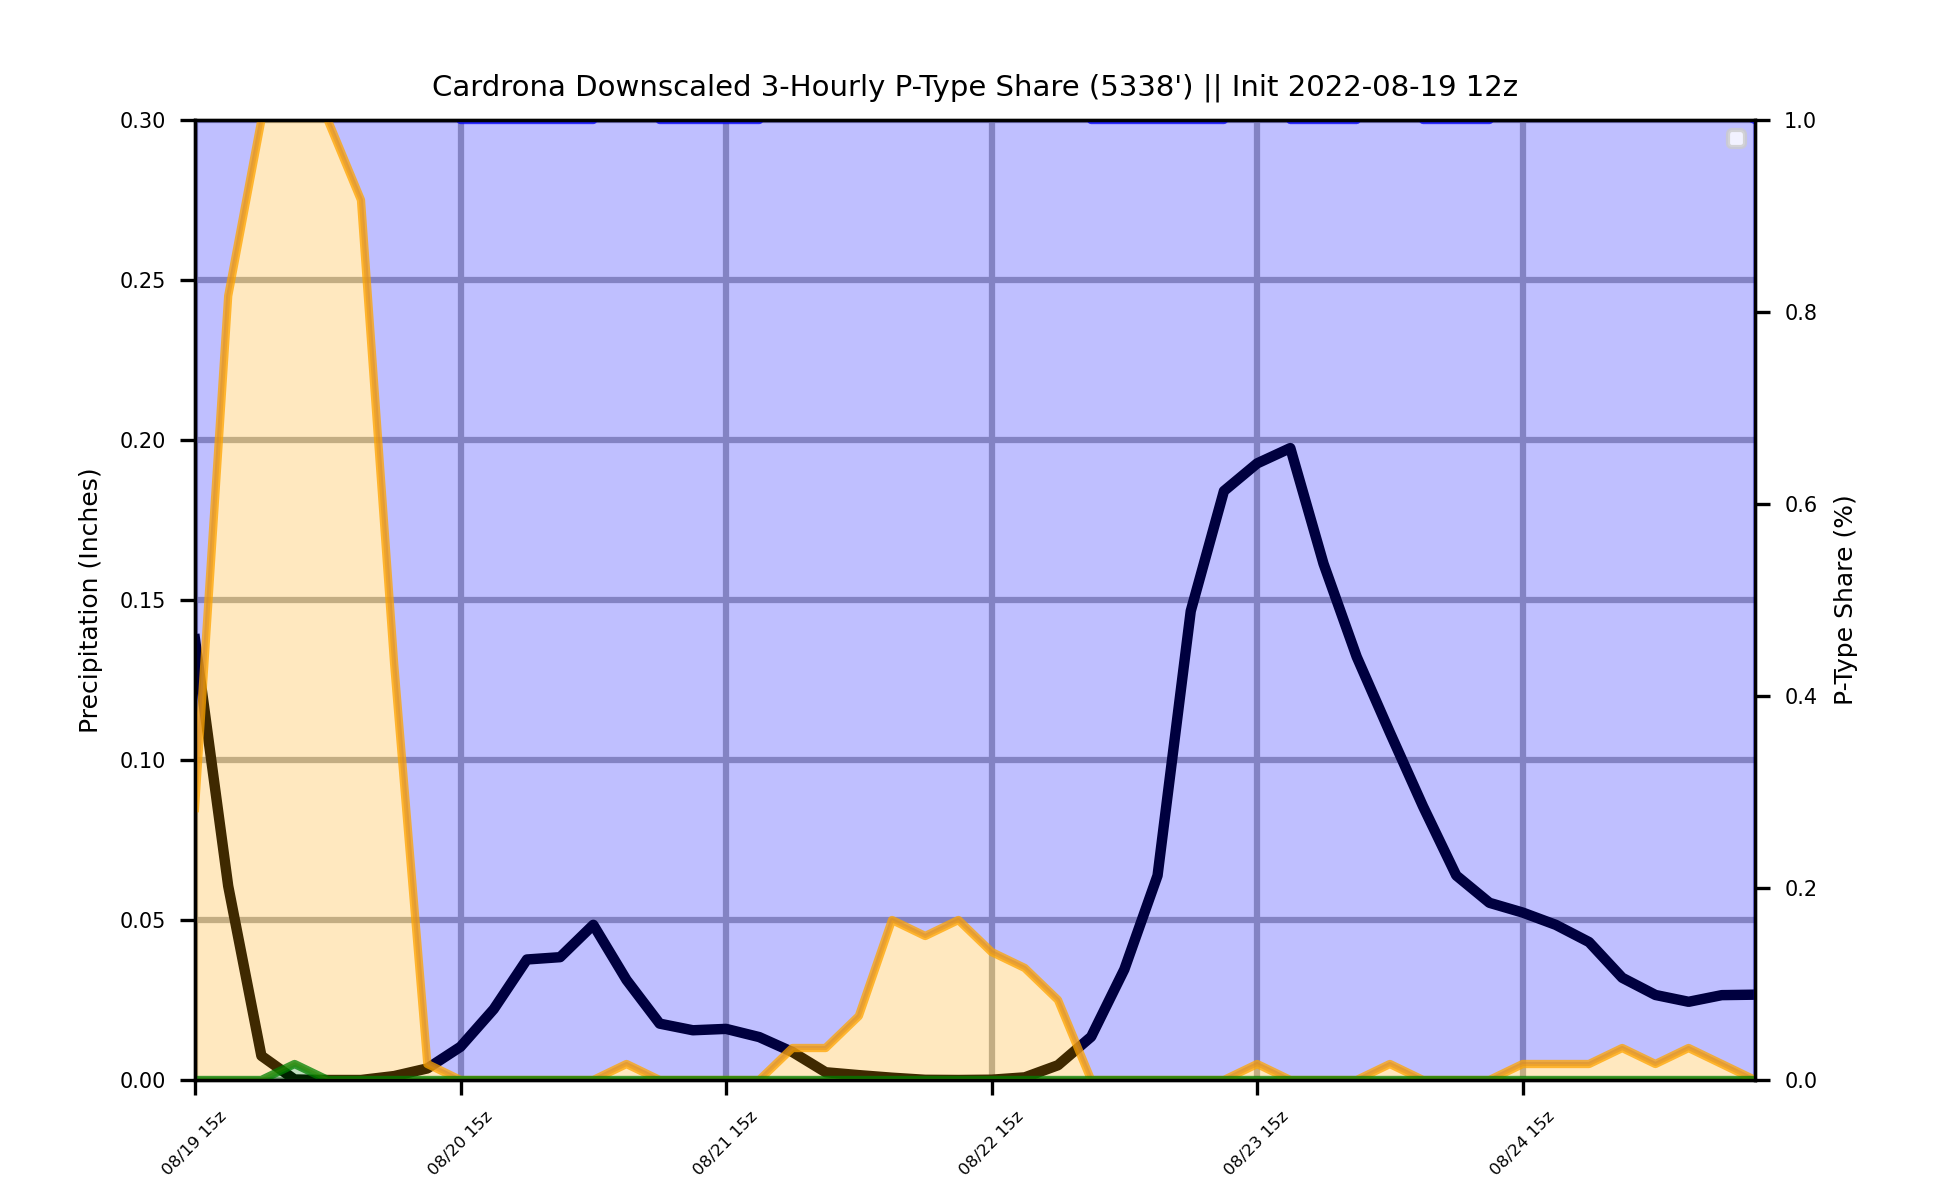 Cardrona Downscaled 3-Hourly P-Type Share (5338') || Init 2022-08-19 12z
Precipitation (Inches)
0.30
0.25
0.20
0.15
0.10
0.05
0.00
1.0
0.8
0.6
0.4
0.2
0.0
P-Type Share (%)
08/19 15z
08/20 15z
08/21 15z
08/22 15z
08/23 15z
08/24 15z